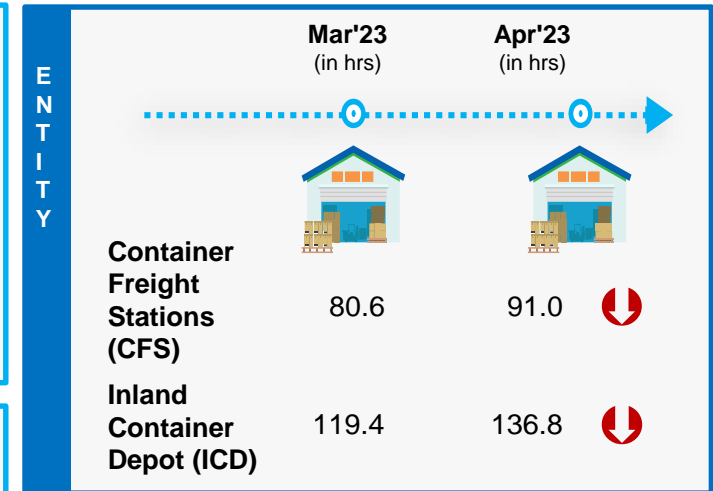 ENTITY
Mar'23 Apr'23
(in hrs) (in hrs)
Container
Freight
Stations
(CFS)
80.6 91.0
Inland
Container
Depot (ICD)
119.4 136.8